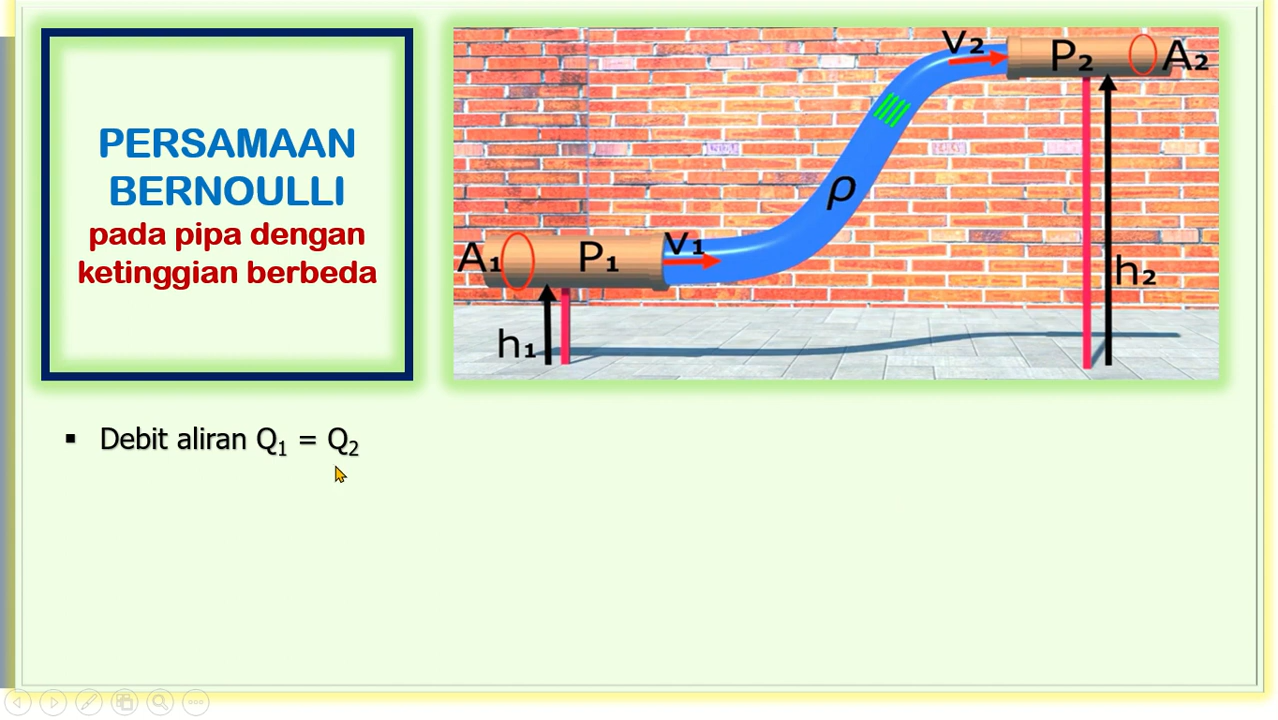 PERSAMAAN
BERNOULLI
pada pipa dengan
ketinggian berbeda
V₂
P₂
A₂
ρ
A₁
P₁
V₁
h₂
h₁
▪ Debit aliran Q₁ = Q₂